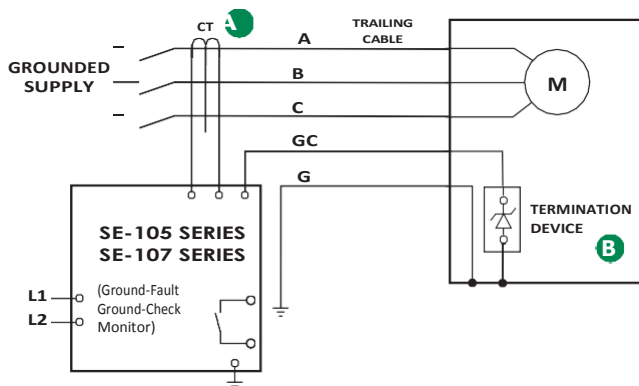 CT
A
TRAILING
CABLE
A
GROUNDED
SUPPLY
B
C
M
GC
G
TERMINATION
DEVICE
B
SE-105 SERIES
SE-107 SERIES
(Ground-Fault
Ground-Check
Monitor)
L1
L2